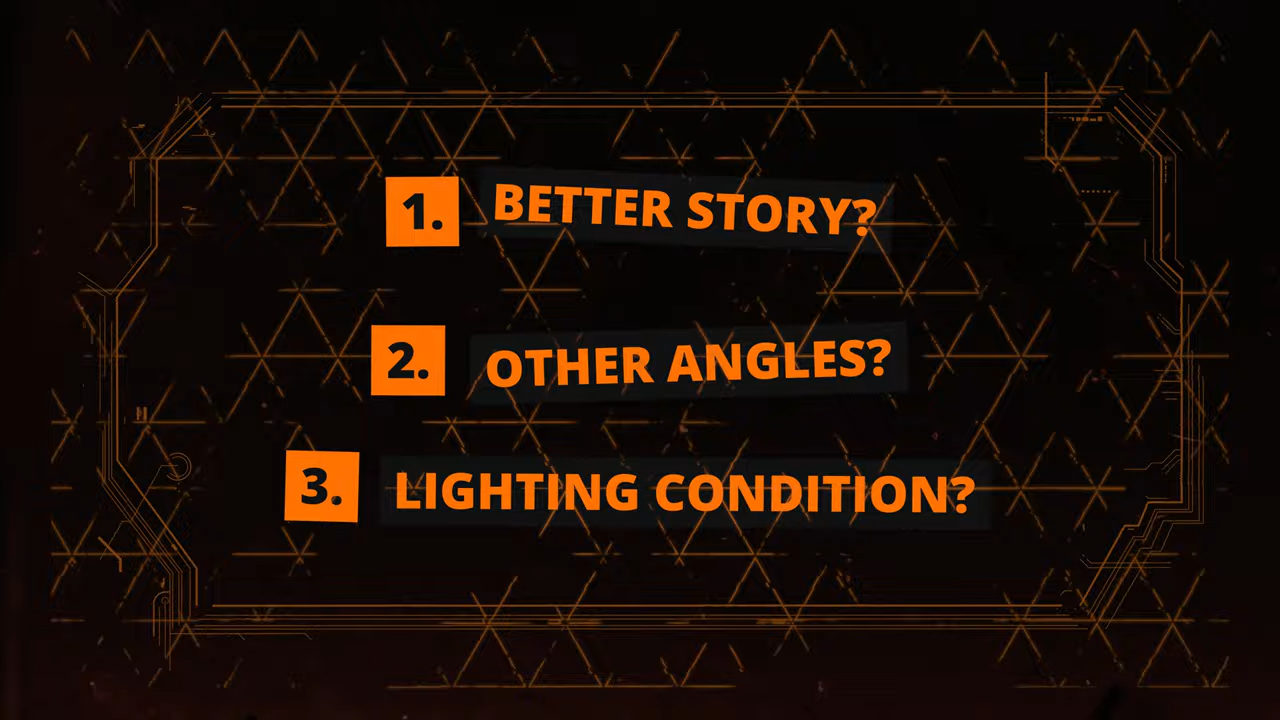 1. BETTER STORY?
2. OTHER ANGLES?
3. LIGHTING CONDITION?